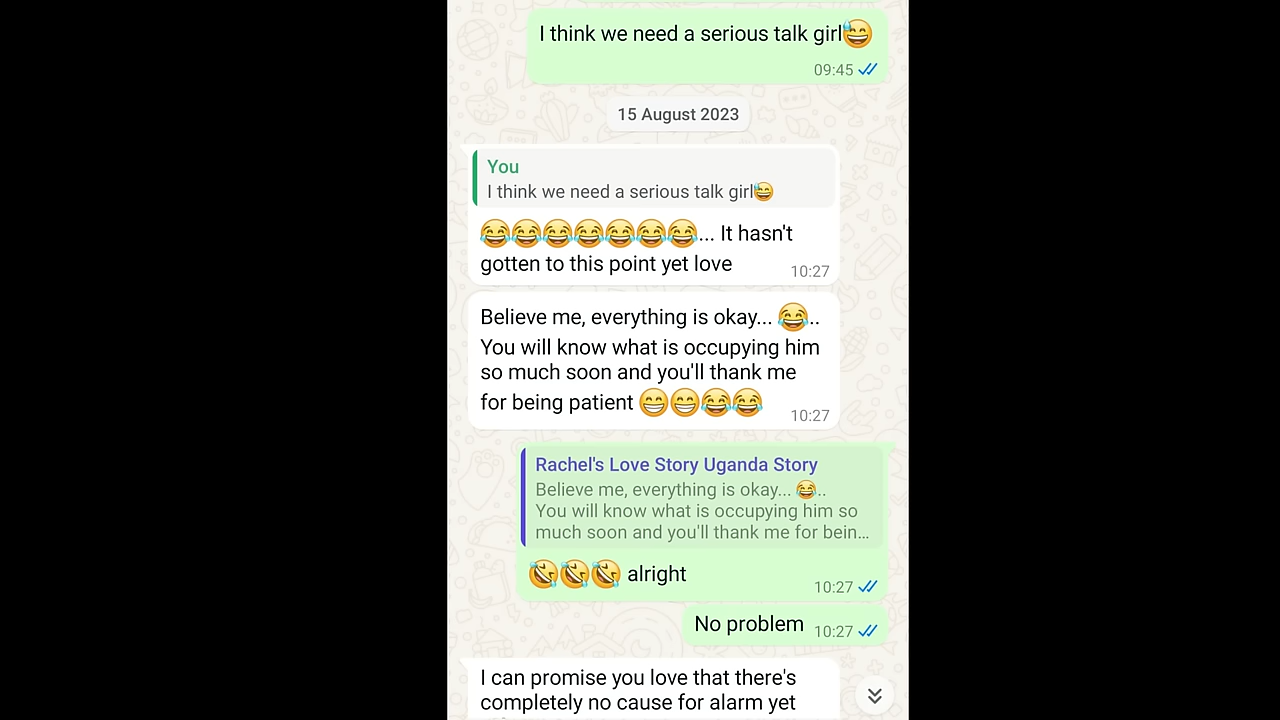 I think we need a serious talk girl😅
09:45
15 August 2023
You
I think we need a serious talk girl😅
😂😂😂😂😂😂😂... It hasn't
gotten to this point yet love
10:27
Believe me, everything is okay... 😂..
You will know what is occupying him
so much soon and you'll thank me
for being patient 😁😁😂😂
10:27
Rachel's Love Story Uganda Story
Believe me, everything is okay... 😂..
You will know what is occupying him so
much soon and you'll thank me for bein...
🤣🤣🤣 alright
10:27
No problem 10:27
I can promise you love that there's
completely no cause for alarm yet